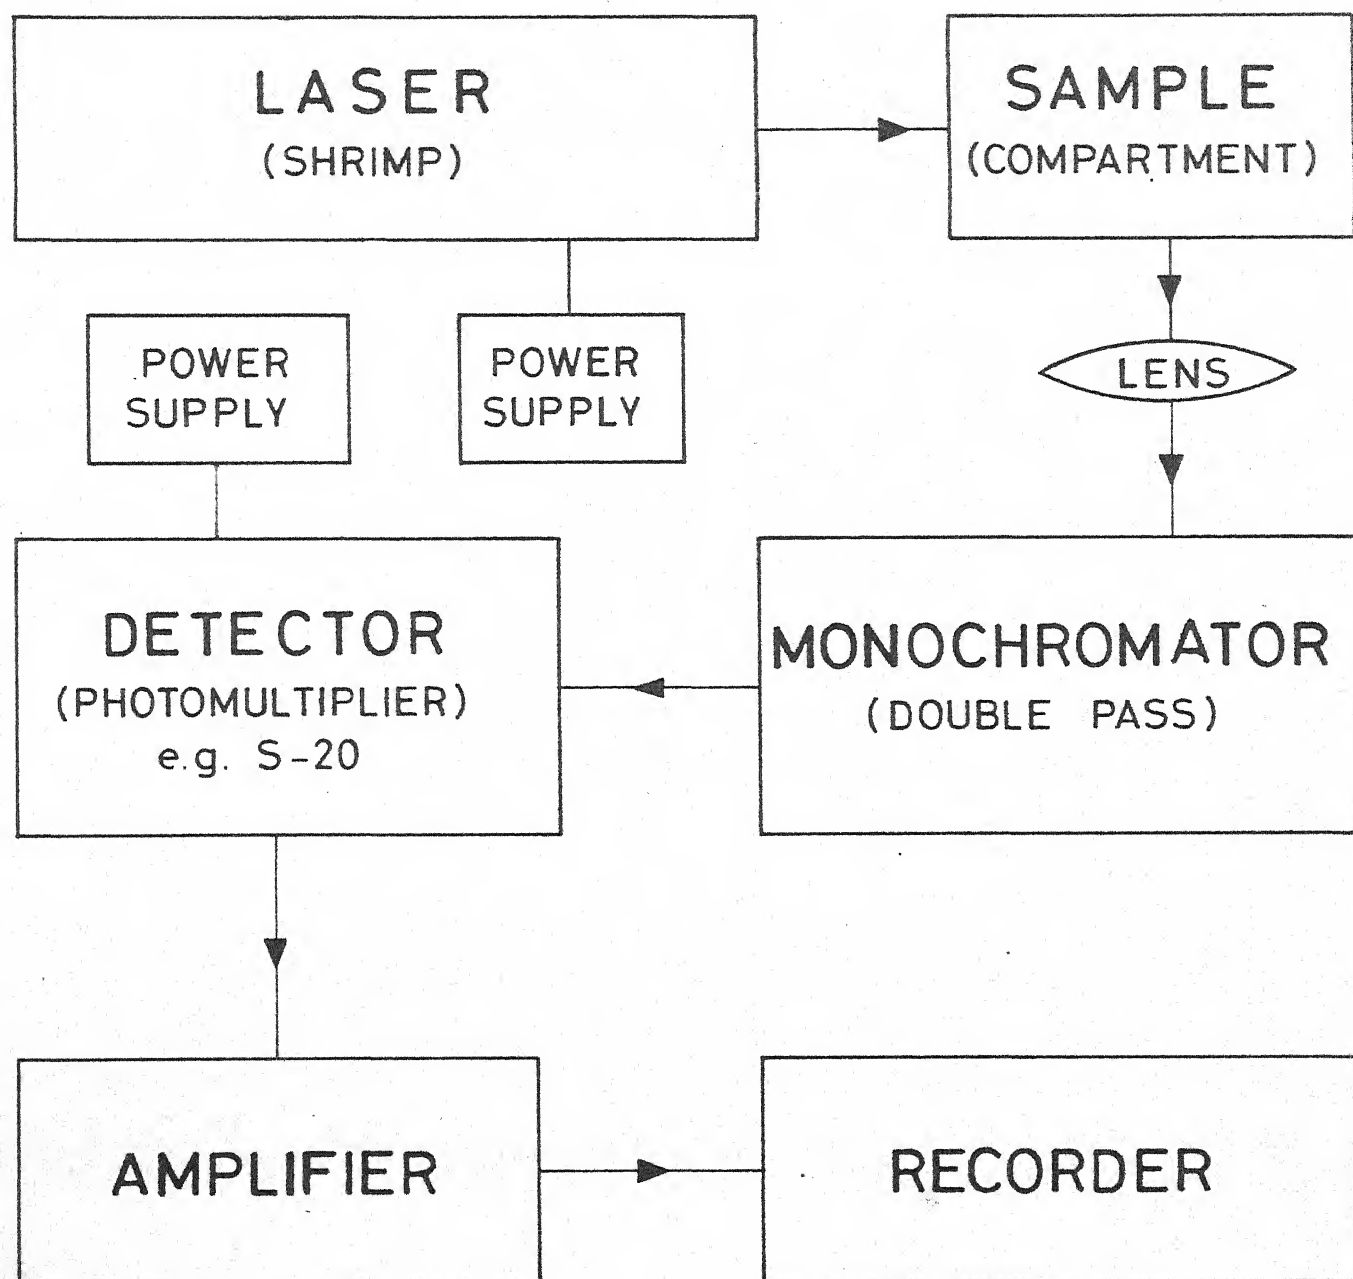 LASER
(SHRIMP)
SAMPLE
(COMPARTMENT)
POWER
SUPPLY
POWER
SUPPLY
LENS
DETECTOR
(PHOTOMULTIPLIER)
e.g. S-20
MONOCHROMATOR
(DOUBLE PASS)
AMPLIFIER
RECORDER